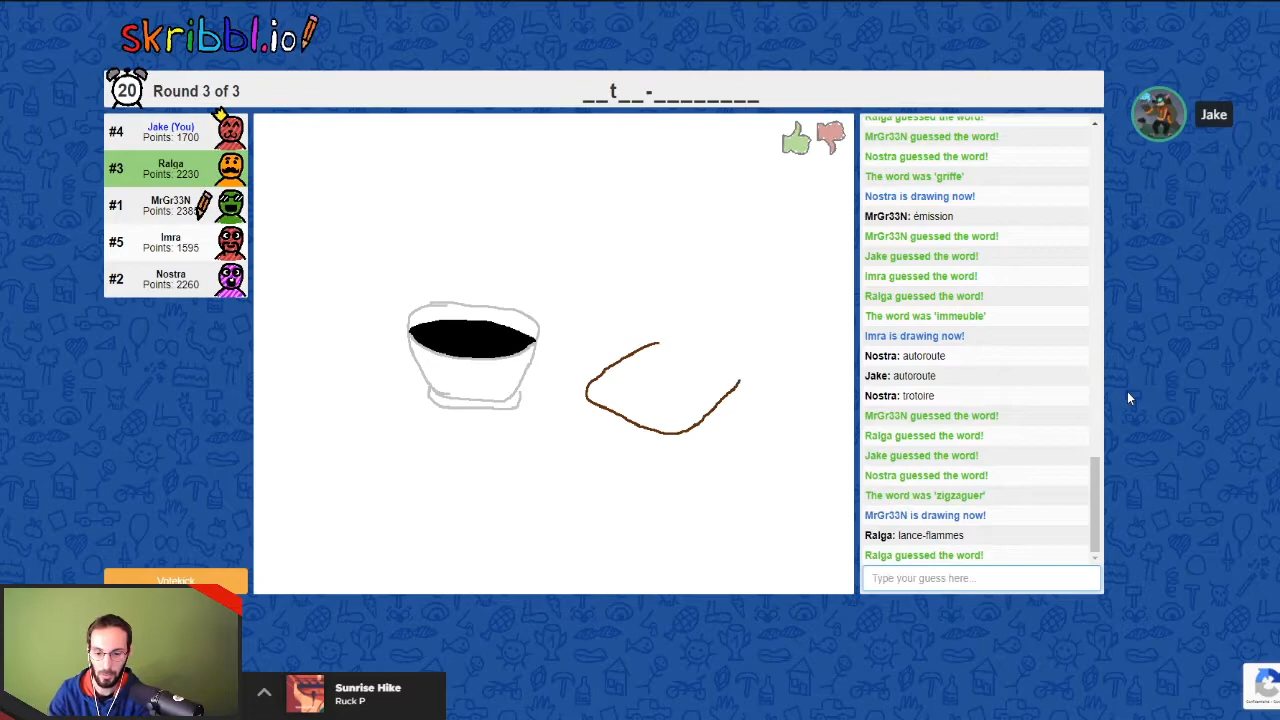 skribbl.io
20 Round 3 of 3
__t__-________
#4 Jake (You)
Points: 1700
#3 Ralga
Points: 2230
#1 MrGr33N
#5 Imra
Points: 1595
#2 Nostra
Points: 2250
Ralga guessed the word!
MrGr33N guessed the word!
Nostra guessed the word!
The word was 'griffe'
Nostra is drawing now!
MrGr33N: émission
MrGr33N guessed the word!
Jake guessed the word!
Imra guessed the word!
Ralga guessed the word!
The word was 'immeuble'
Imra is drawing now!
Nostra: autoroute
Jake: autoroute
Nostra: trotoire
MrGr33N guessed the word!
Ralga guessed the word!
Jake guessed the word!
Nostra guessed the word!
The word was 'zigzaguer'
MrGr33N is drawing now!
Ralga: lance-flammes
Ralga guessed the word!
Type your guess here...
Jake
Votekick
Sunrise Hike
Ruck P